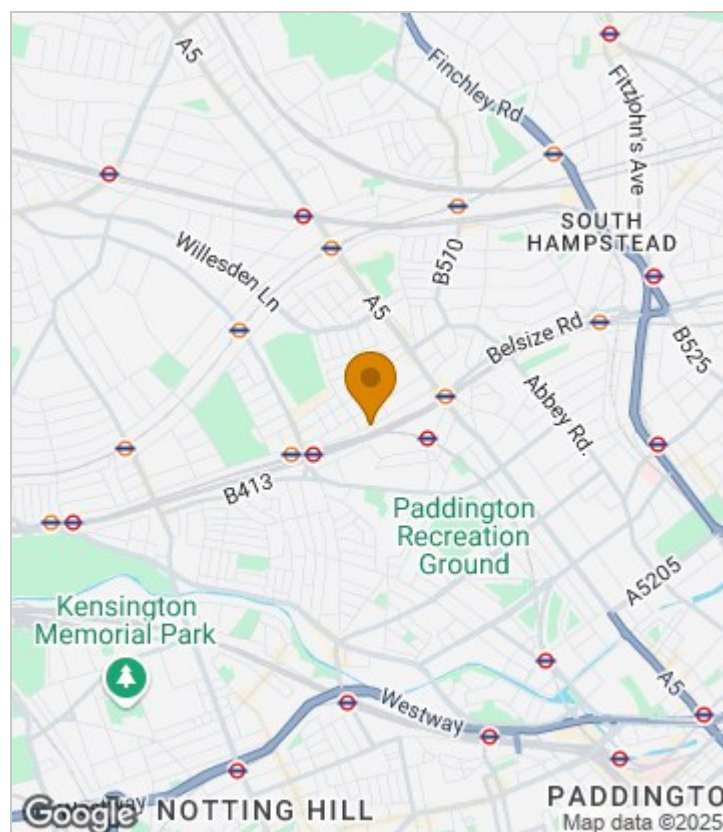 A5
Finchley Rd
Fitzjohn's Ave
SOUTH
HAMPSTEAD
Willesden Ln
B570
A5
Belsize Rd
B525
Abbey Rd.
B413
Paddington
Recreation
Ground
A5205
Kensington
Memorial Park
A5
Westway
Google
NOTTING HILL
PADDINGTO
Map data ©2025